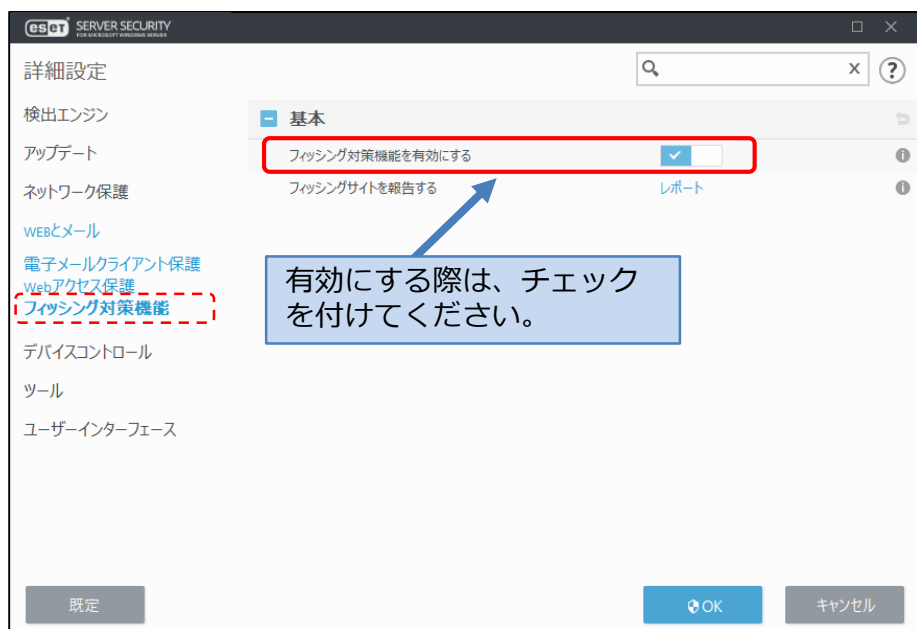 eset SERVER SECURITY
FOR MICROSOFT WINDOWS SERVER
詳細設定
x
?
検出エンジン
基本
アップデート
フィッシング対策機能を有効にする
ネットワーク保護
フィッシングサイトを報告する
レポート
WEBとメール
電子メールクライアント保護
Webアクセス保護
フィッシング対策機能
有効にする際は、チェック
を付けてください。
デバイスコントロール
ツール
ユーザーインターフェース
既定
OK
キャンセル